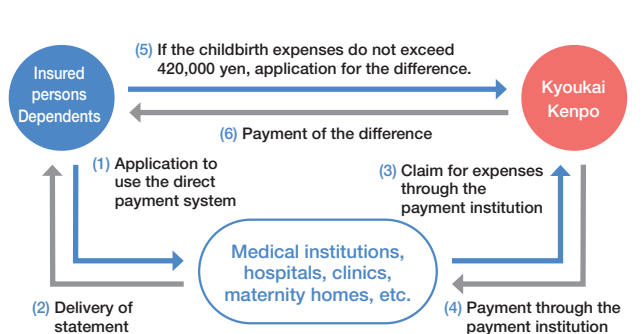 (5) If the childbirth expenses do not exceed
420,000 yen, application for the difference.
Insured
persons
Dependents
Kyoukai
Kenpo
(6) Payment of the difference
(1) Application to
use the direct
payment system
(3) Claim for expenses
through the
payment institution
Medical institutions,
hospitals, clinics,
maternity homes, etc.
(2) Delivery of
statement
(4) Payment through the
payment institution